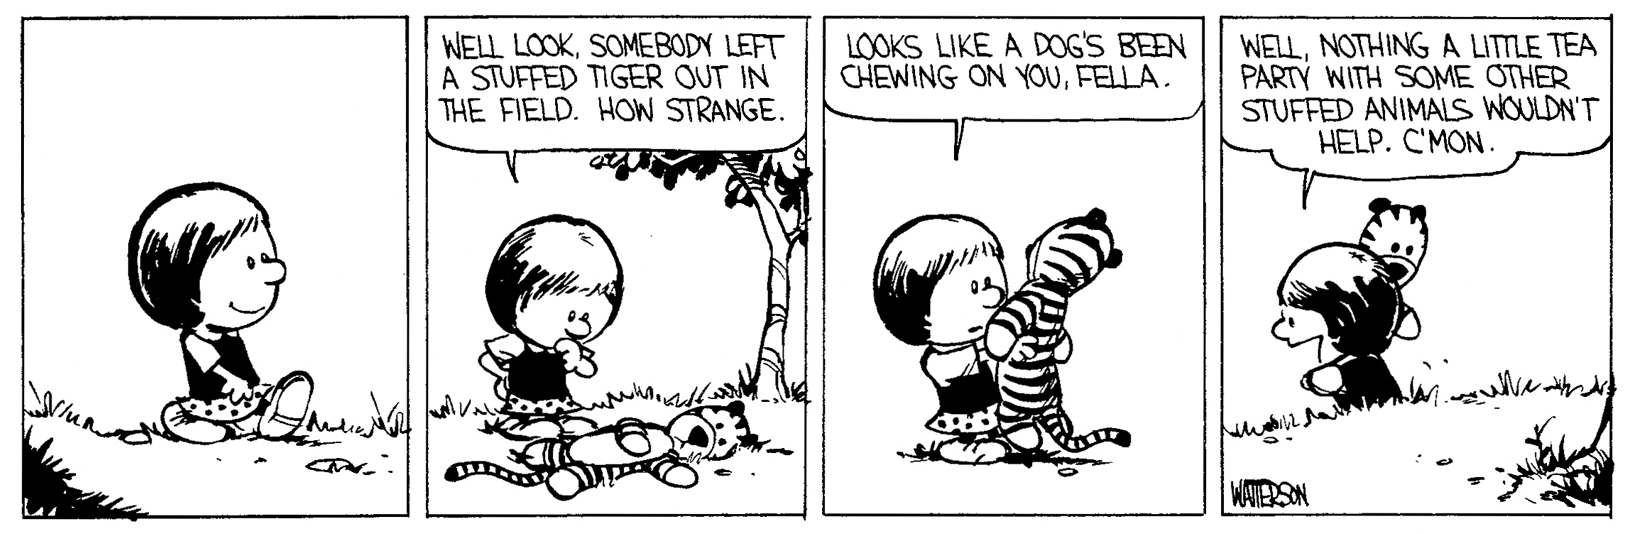 WELL LOOK, SOMEBODY LEFT
A STUFFED TIGER OUT IN
THE FIELD. HOW STRANGE.
LOOKS LIKE A DOG'S BEEN
CHEWING ON YOU, FELLA.
WELL, NOTHING A LITTLE TEA
PARTY WITH SOME OTHER
STUFFED ANIMALS WOULDN'T
HELP. C'MON.
WATTERSON